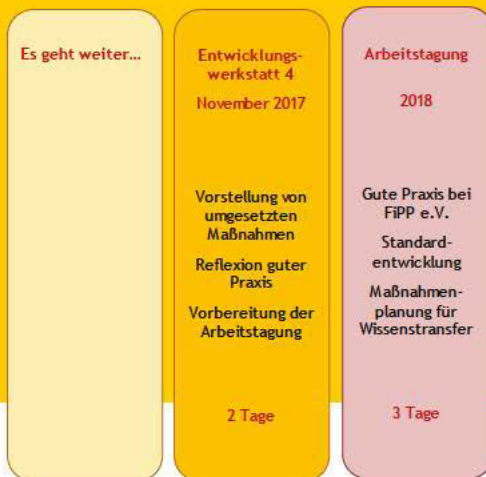 Es geht weiter…
Entwicklungs-
werkstatt 4
November 2017
Vorstellung von
umgesetzten
Maßnahmen
Reflexion guter
Praxis
Vorbereitung der
Arbeitstagung
2 Tage
Arbeitstagung
2018
Gute Praxis bei
FiPP e.V.
Standard-
entwicklung
Maßnahmen-
planung für
Wissenstransfer
3 Tage